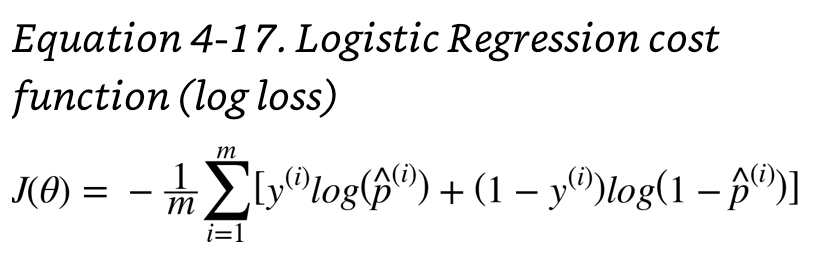 Equation 4-17. Logistic Regression cost
function (log loss)
J(θ) = − 1/m ∑_{i=1}^{m} [y^{(i)}log(p̂^{(i)}) + (1 − y^{(i)})log(1 − p̂^{(i)})]